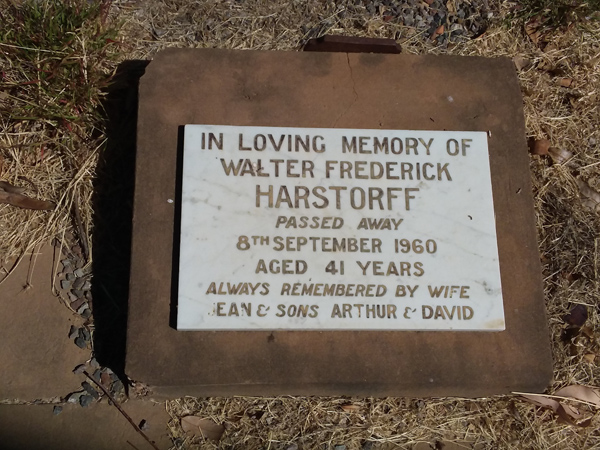 IN LOVING MEMORY OF
WALTER FREDERICK
HARSTORFF
PASSED AWAY
8TH SEPTEMBER 1960
AGED 41 YEARS
ALWAYS REMEMBERED BY WIFE
JEAN & SONS ARTHUR & DAVID